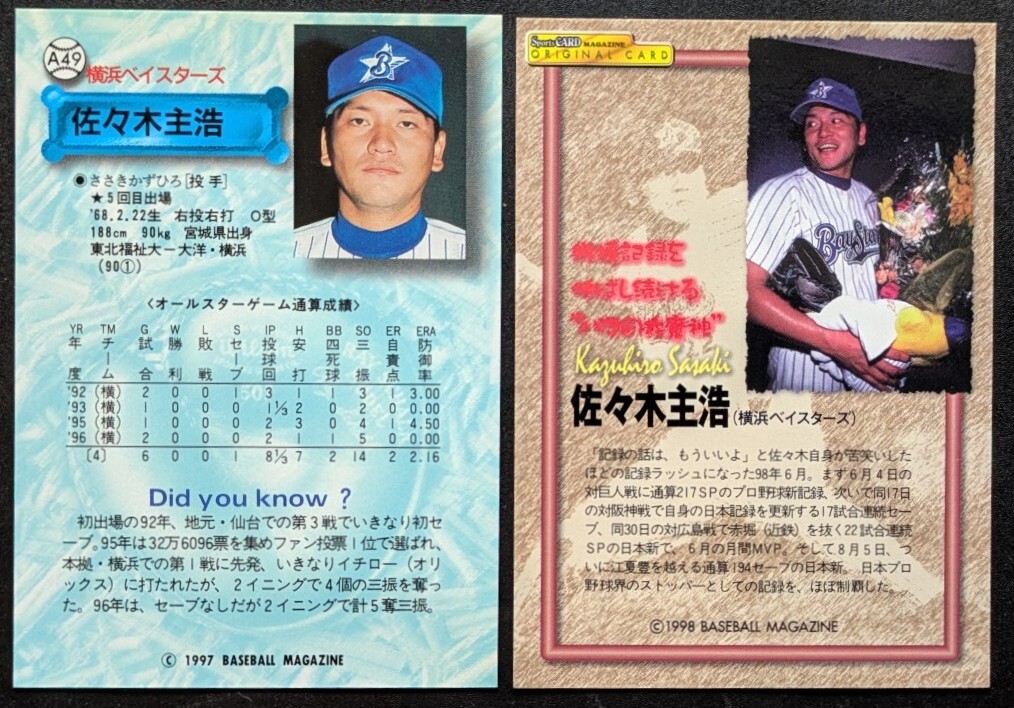 A49
横浜ベイスターズ
佐々木主浩
●ささきかずひろ[投手]
★5回目出場
'68.2.22生 右投右打 O型
188cm 90kg 宮城県出身
東北福祉大ー大洋・横浜
(90①)
〈オールスターゲーム通算成績〉
YR TM G W L S IP H BB SO ER ERA
年度 チーム 試合 勝利 敗戦 セーブ 投球回 安打 四死球 三振 自責点 防御率
'92 (横) 2 0 0 1 3 1 1 3 1 3.00
'93 (横) 1 0 0 0 1⅓ 2 0 2 0 0.00
'95 (横) 1 0 0 0 2 3 0 4 1 4.50
'96 (横) 2 0 0 0 2 1 1 5 0 0.00
[4] 6 0 0 1 8⅓ 7 2 14 2 2.16
Did you know ?
初出場の92年、地元・仙台での第3戦でいきなり初セ
ーブ。95年は32万6096票を集めファン投票1位で選ばれ、
本拠・横浜での第1戦に先発、いきなりイチロー(オリ
ックス)に打たれたが、2イニングで4個の三振を奪っ
た。96年は、セーブなしだが2イニングで計5奪三振。
© 1997 BASEBALL MAGAZINE
Sports CARD MAGAZINE
ORIGINAL CARD
B
BayStars
記録を
伸ばし続ける
"ハマの守護神"
Kazuhiro Sasaki
佐々木主浩(横浜ベイスターズ)
「記録の話は、もういいよ」と佐々木自身が苦笑いした
ほどの記録ラッシュになった98年6月。まず6月4日の
対巨人戦に通算217SPのプロ野球新記録、次いで同17日
の対阪神戦で自身の日本記録を更新する17試合連続セー
ブ、同30日の対広島戦で赤堀(近鉄)を抜く22試合連続
SPの日本新で、6月の月間MVP。そして8月5日、つ
いに江夏豊を越える通算194セーブの日本新。日本プロ
野球界のストッパーとしての記録を、ほぼ制覇した。
©1998 BASEBALL MAGAZINE